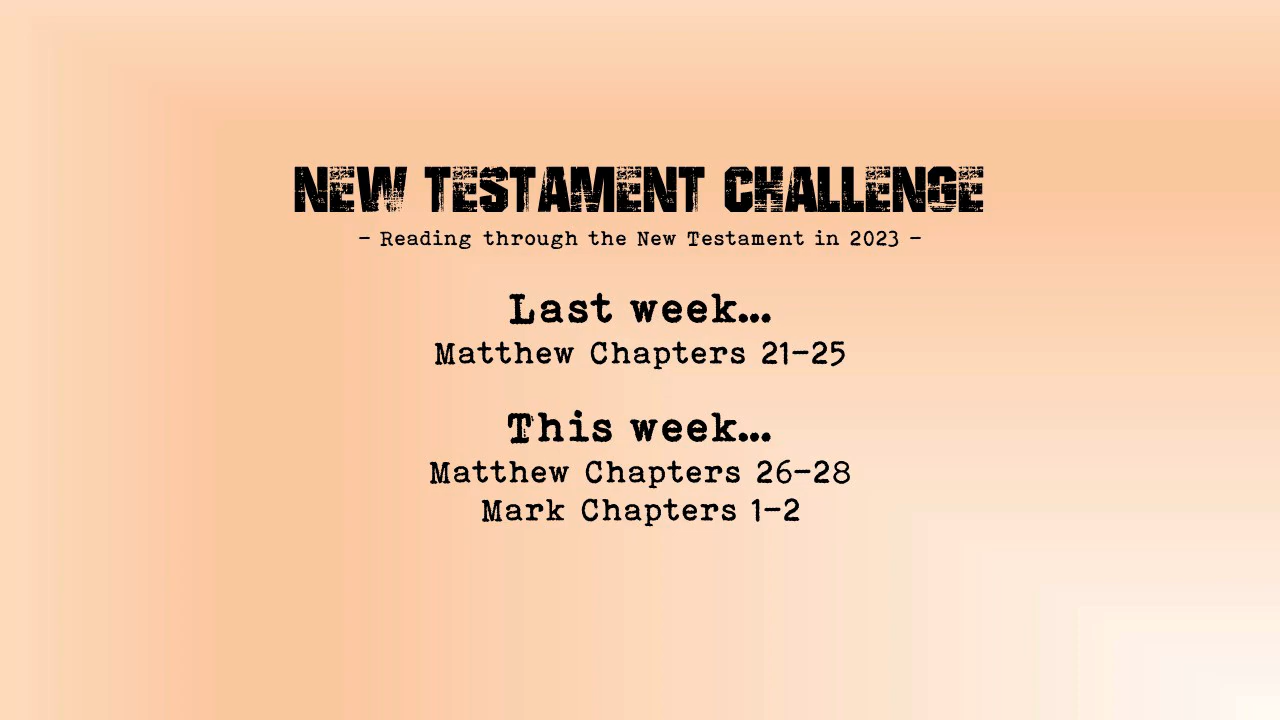 NEW TESTAMENT CHALLENGE
- Reading through the New Testament in 2023 -
Last week...
Matthew Chapters 21-25
This week...
Matthew Chapters 26-28
Mark Chapters 1-2